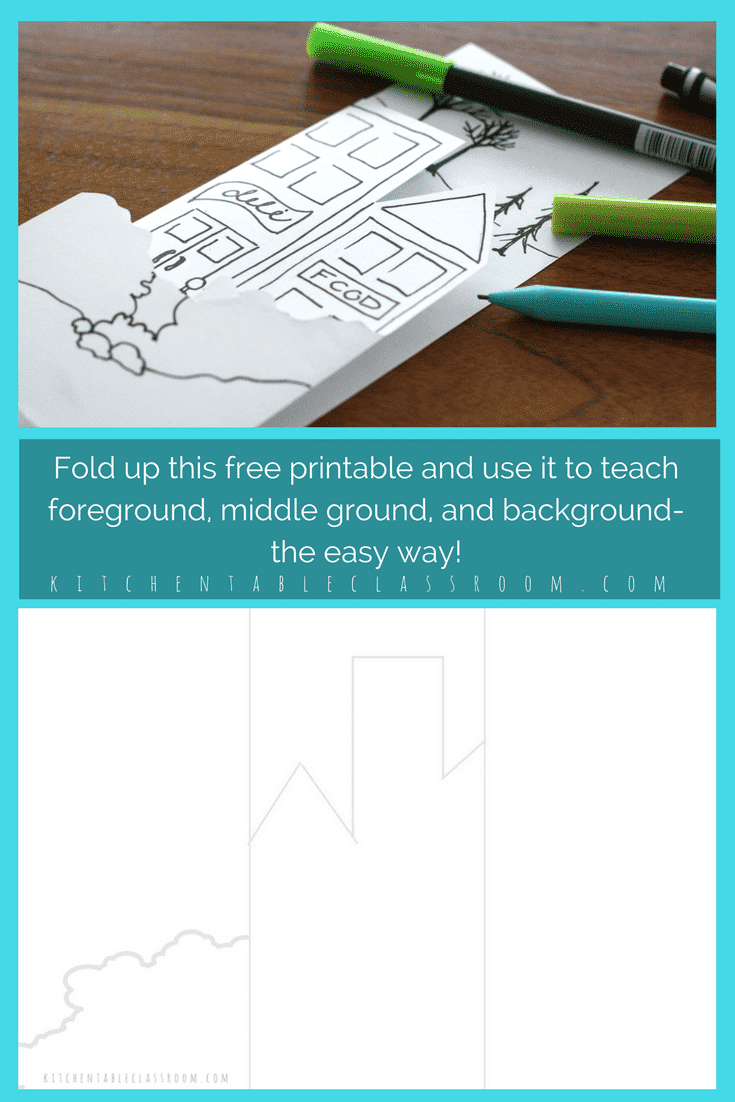 deli
FOOD
Fold up this free printable and use it to teach
foreground, middle ground, and background-
the easy way!
KITCHENTABLECLASSROOM.COM
KITCHENTABLECLASSROOM.COM